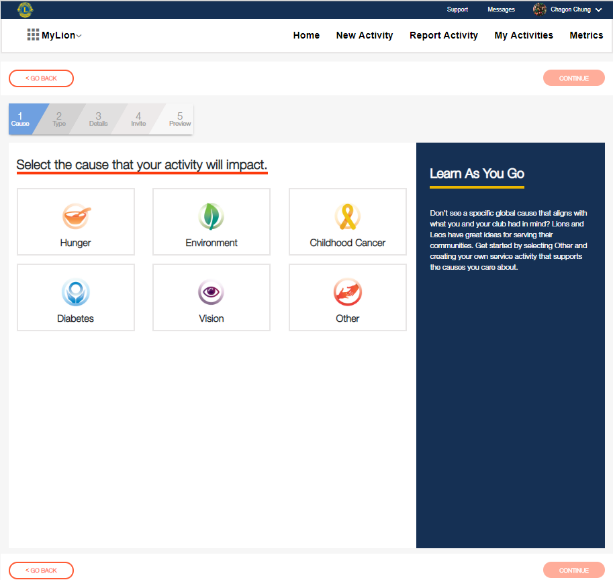 Support Messages Chagon Chung
MyLion
Home New Activity Report Activity My Activities Metrics
< GO BACK
CONTINUE
1 Cause
2 Type
3 Details
4 Invite
5 Preview
Select the cause that your activity will impact.
Hunger
Environment
Childhood Cancer
Diabetes
Vision
Other
Learn As You Go
Don't see a specific global cause that aligns with
what you and your club had in mind? Lions and
Leos have great ideas for serving their
communities. Get started by selecting Other and
creating your own service activity that supports
the causes you care about.
< GO BACK
CONTINUE